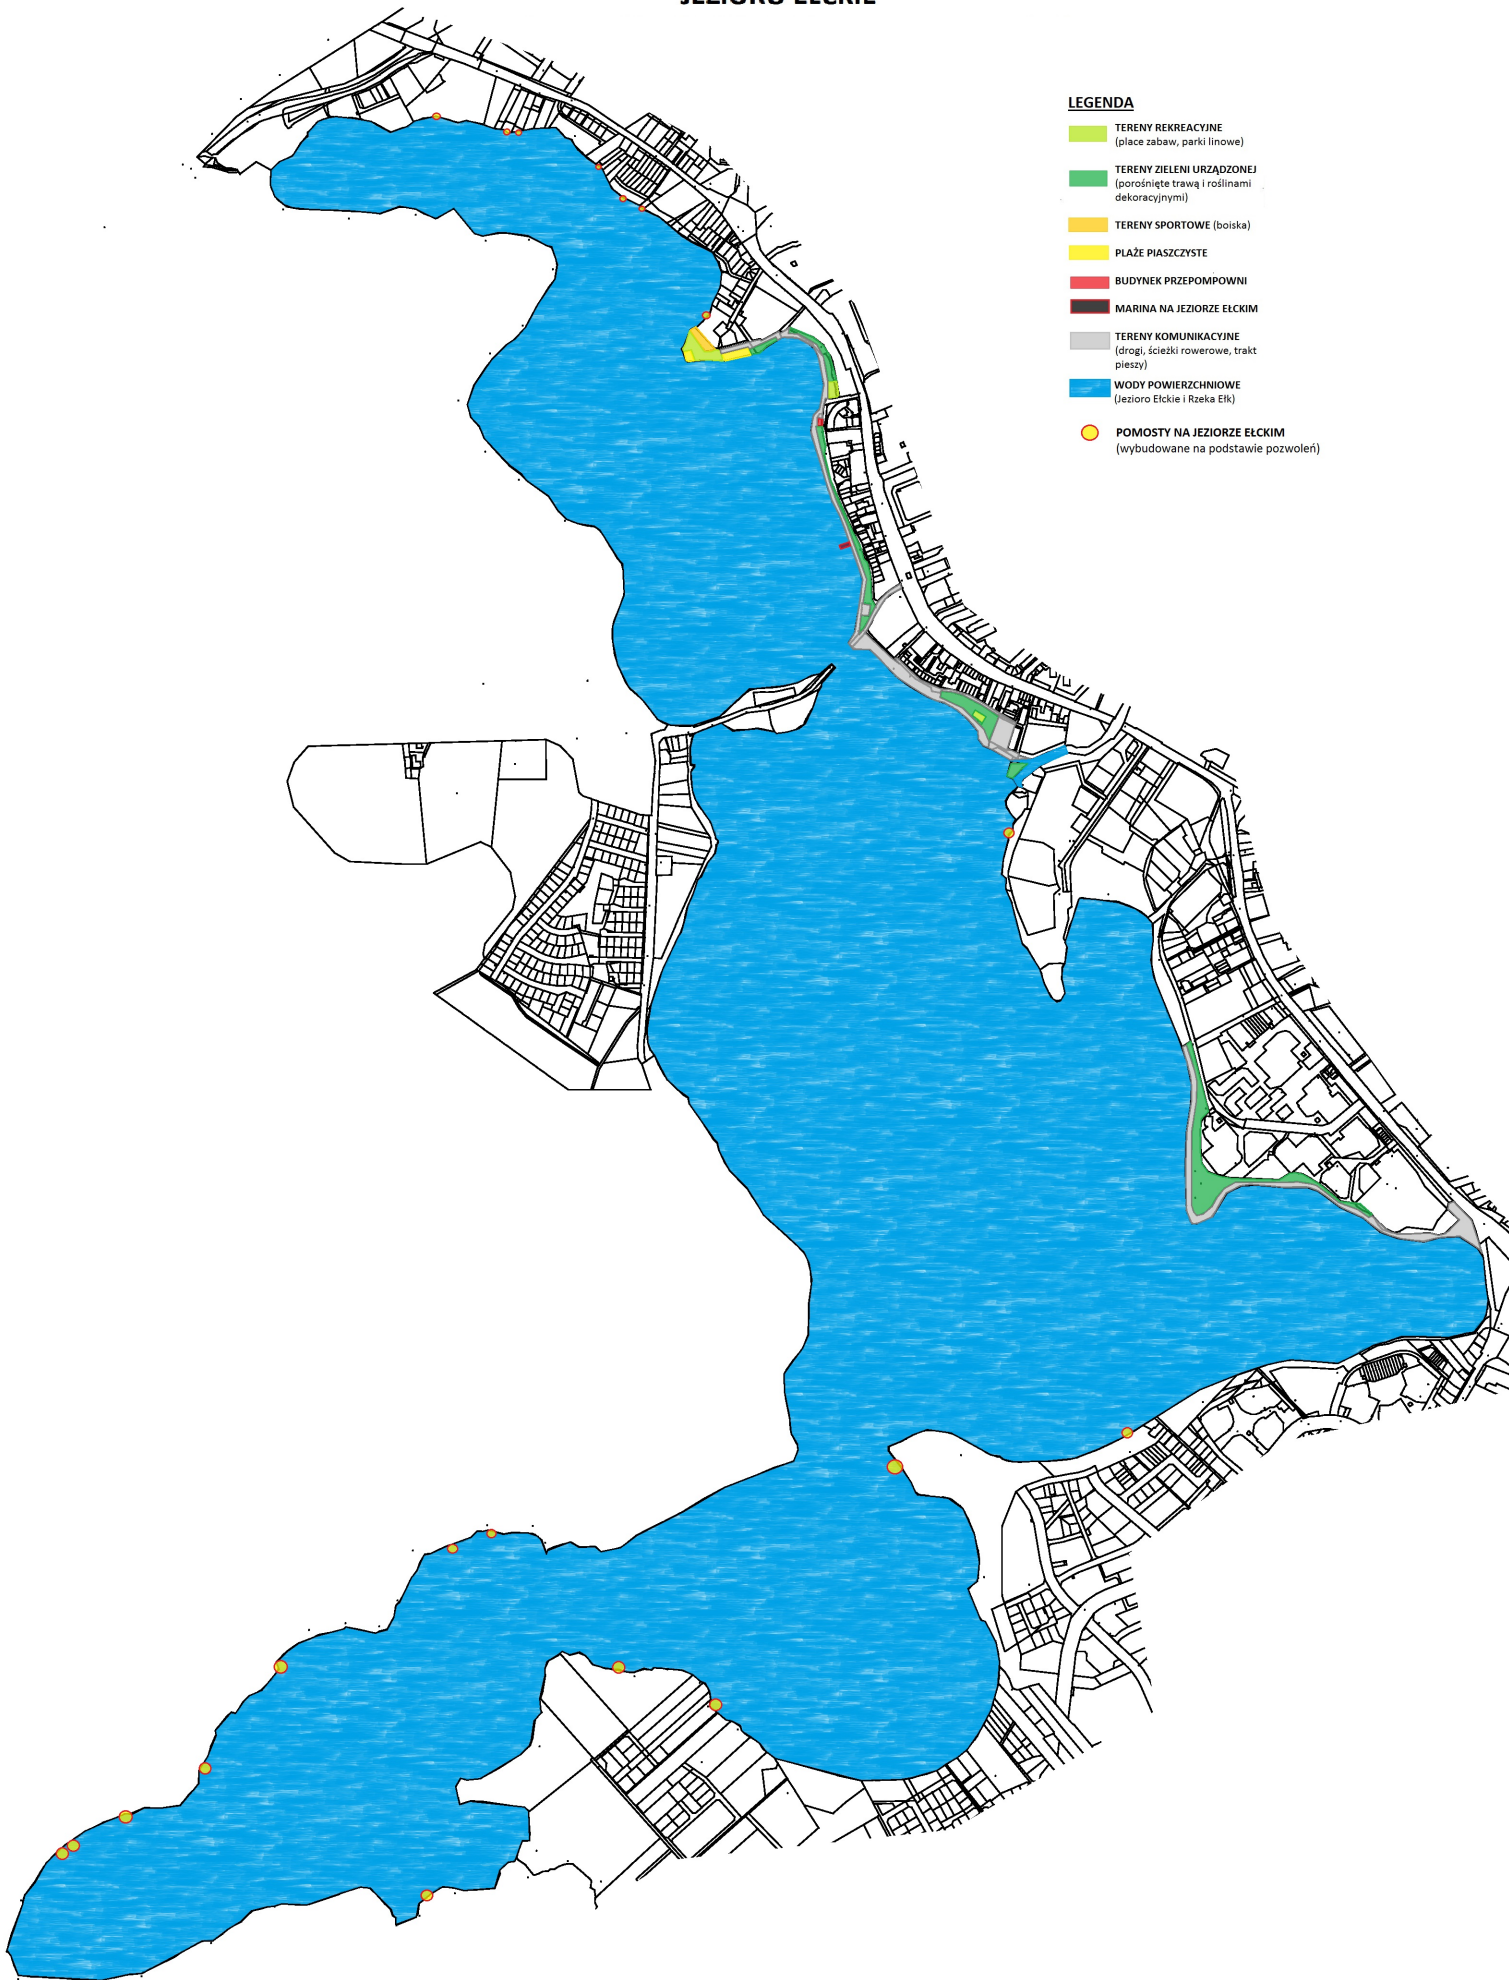 JEZIORO EŁCKIE
LEGENDA
TERENY REKREACYJNE
(place zabaw, parki linowe)
TERENY ZIELENI URZĄDZONEJ
(porośnięte trawą i roślinami
dekoracyjnymi)
TERENY SPORTOWE (boiska)
PLAŻE PIASZCZYSTE
BUDYNEK PRZEPOMPOWNI
MARINA NA JEZIORZE EŁCKIM
TERENY KOMUNIKACYJNE
(drogi, ścieżki rowerowe, trakt
pieszy)
WODY POWIERZCHNIOWE
(Jezioro Ełckie i Rzeka Ełk)
POMOSTY NA JEZIORZE EŁCKIM
(wybudowane na podstawie pozwoleń)